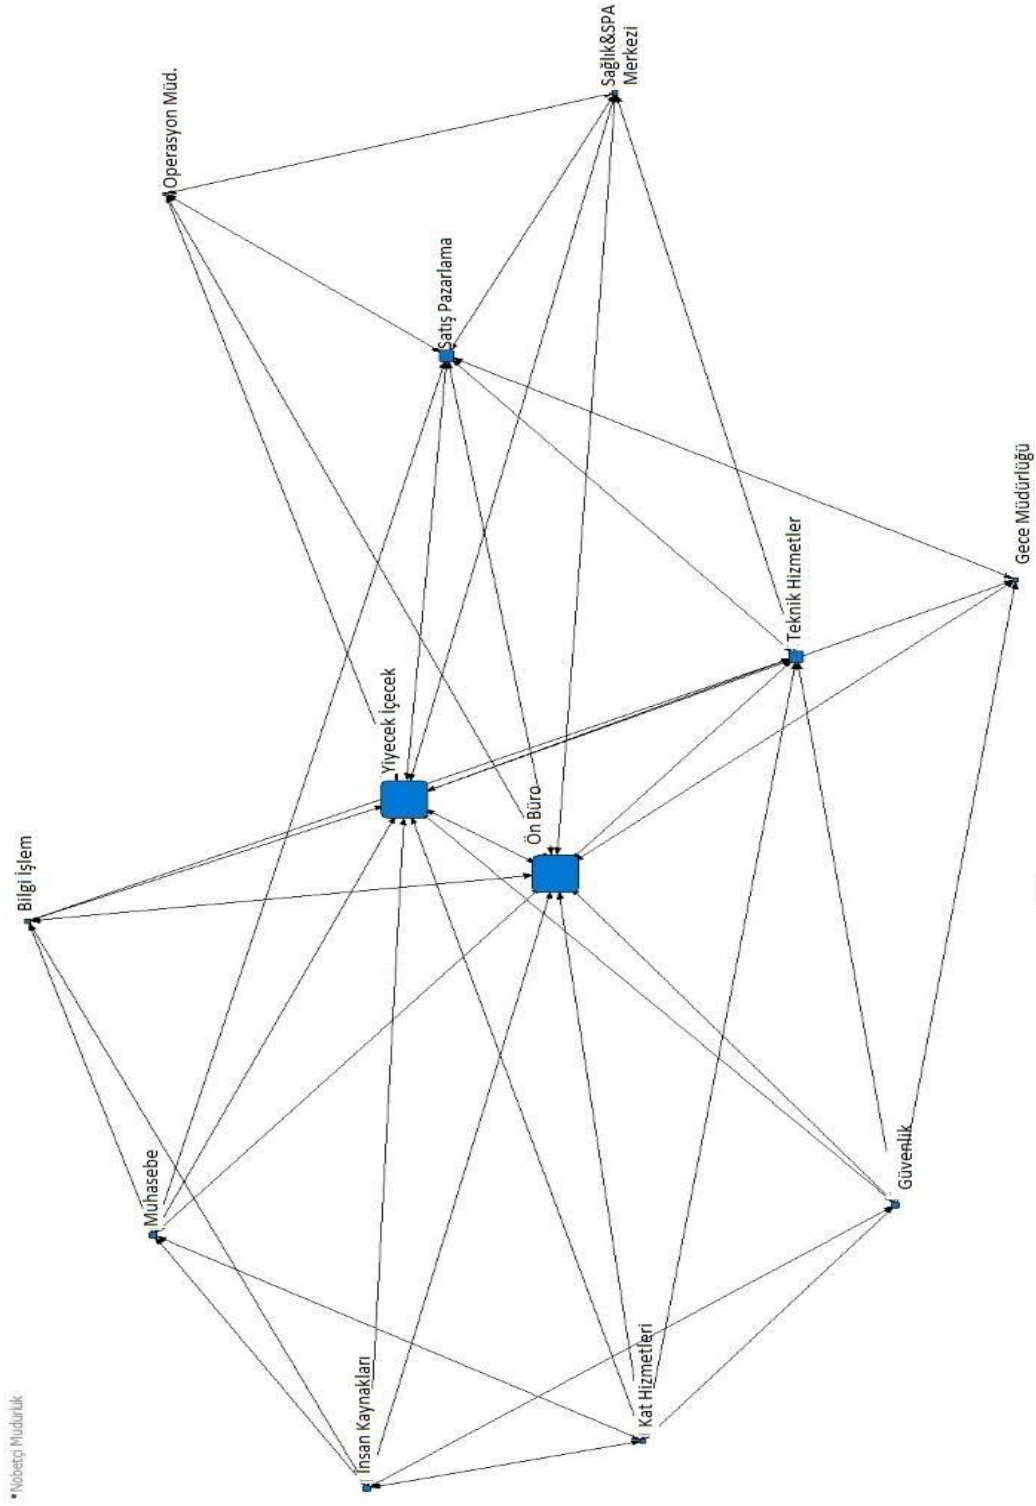 Nöbetçi Müdürlük
Bilgi İşlem
Operasyon Müd.
Muhasebe
Yiyecek İçecek
Satış Pazarlama
İnsan Kaynakları
Ön Büro
Sağlık&SPA
Merkezi
Kat Hizmetleri
Teknik Hizmetler
Güvenlik
Gece Müdürlüğü